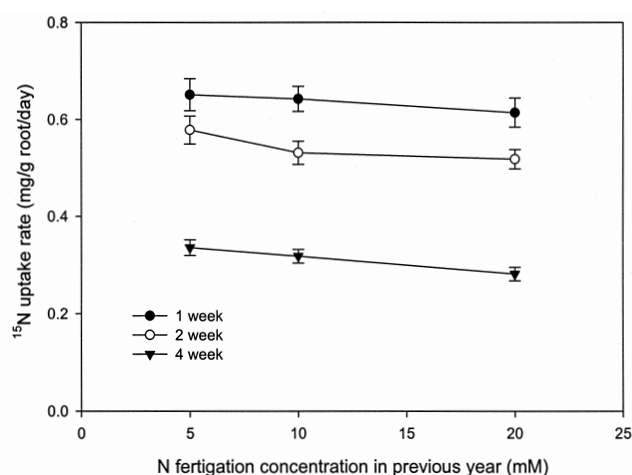 0.8
0.6
0.4
0.2
0.0
¹⁵N uptake rate (mg/g root/day)
1 week
2 week
4 week
0 5 10 15 20 25
N fertigation concentration in previous year (mM)